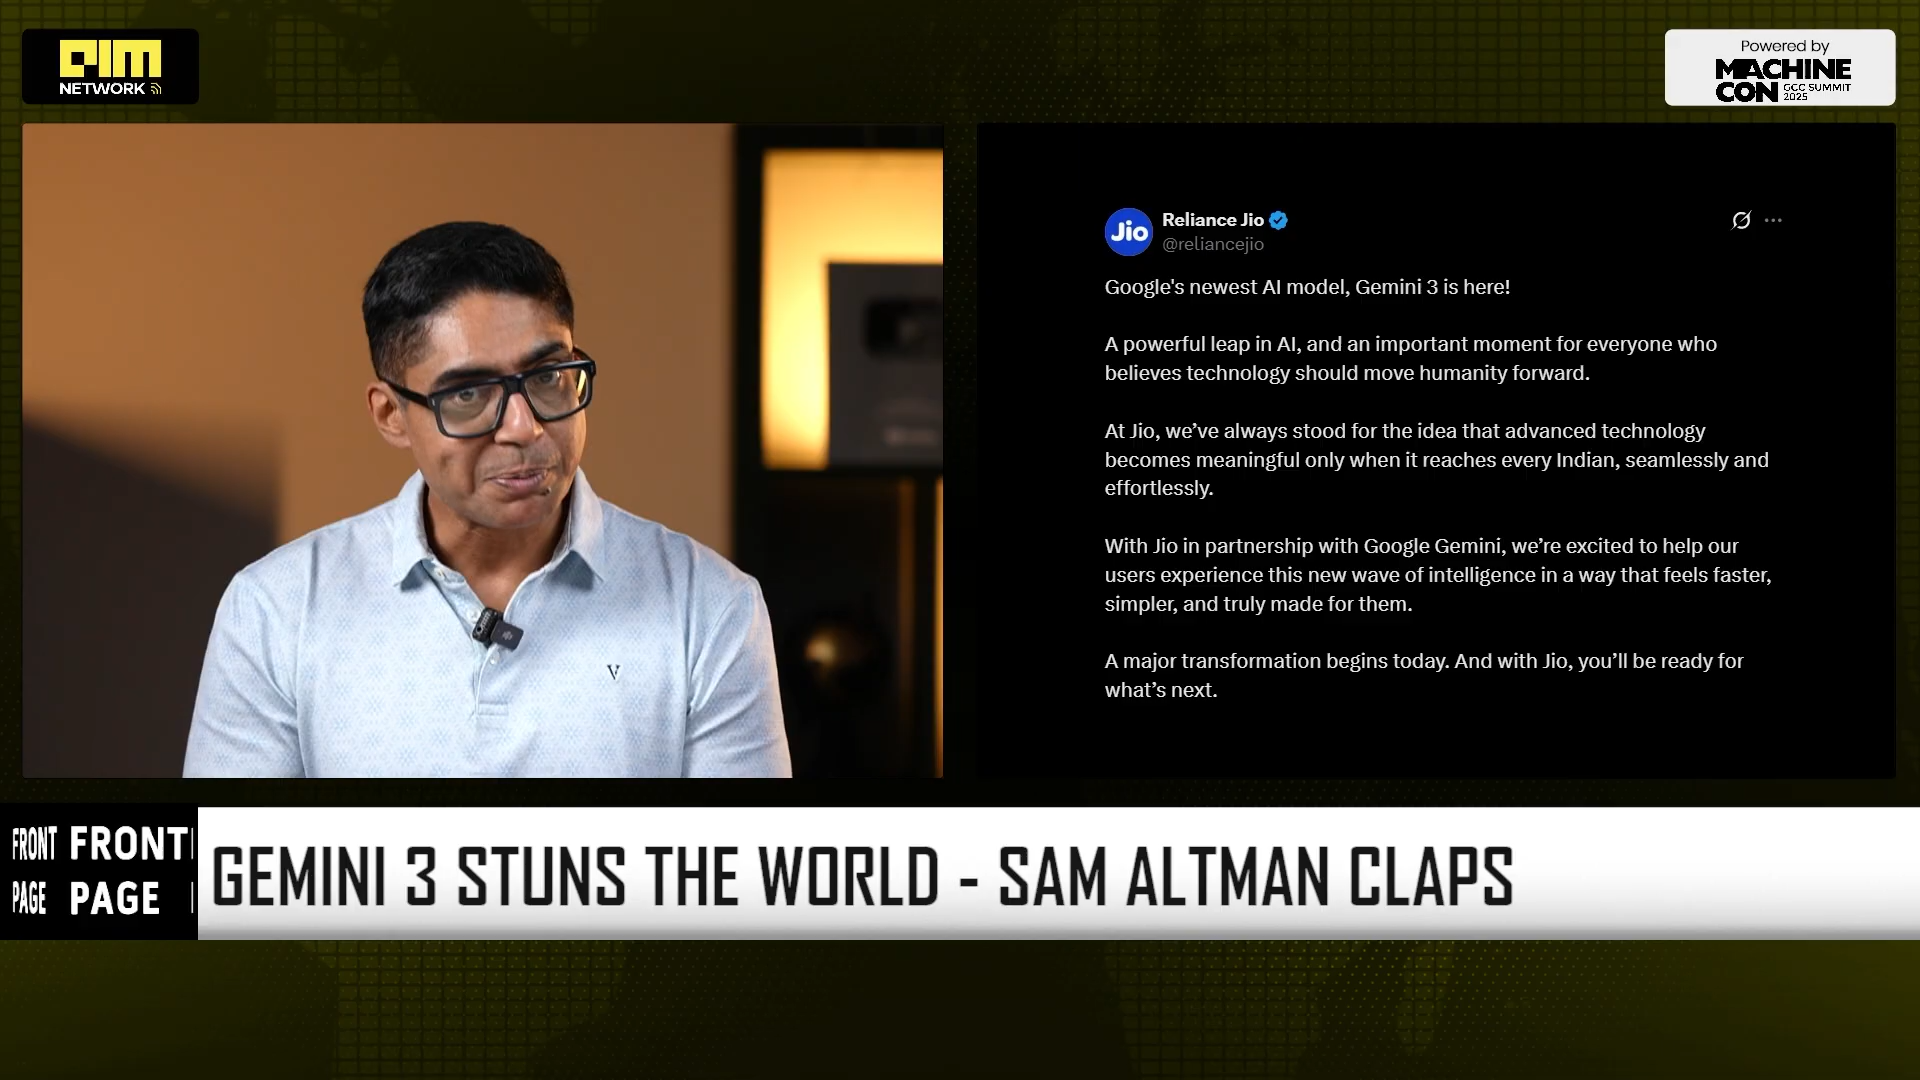 AIM
NETWORK
Powered by
MACHINE
CON GCC SUMMIT
2025
Jio
Reliance Jio
@reliancejio
Google's newest AI model, Gemini 3 is here!
A powerful leap in AI, and an important moment for everyone who
believes technology should move humanity forward.
At Jio, we’ve always stood for the idea that advanced technology
becomes meaningful only when it reaches every Indian, seamlessly and
effortlessly.
With Jio in partnership with Google Gemini, we’re excited to help our
users experience this new wave of intelligence in a way that feels faster,
simpler, and truly made for them.
A major transformation begins today. And with Jio, you’ll be ready for
what’s next.
V
FRONT FRONT
PAGE PAGE
GEMINI 3 STUNS THE WORLD - SAM ALTMAN CLAPS